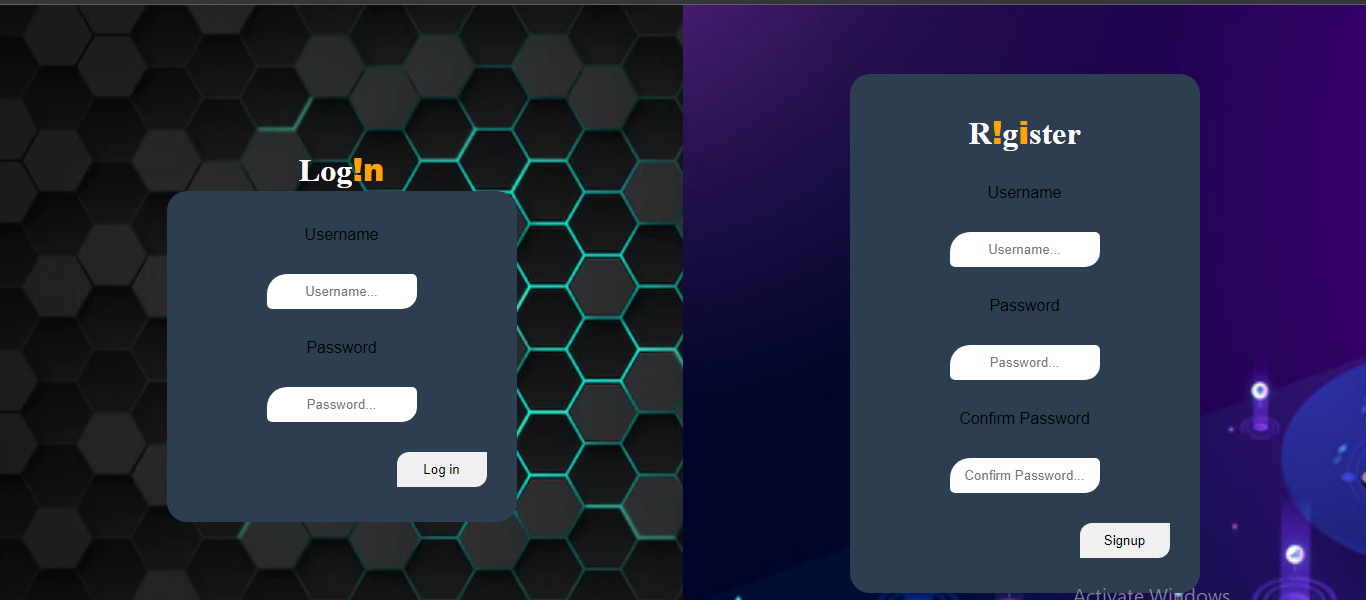 Log!n
Username
Username...
Password
Password...
Log in
R!gister
Username
Username...
Password
Password...
Confirm Password
Confirm Password...
Signup
Activate Windows